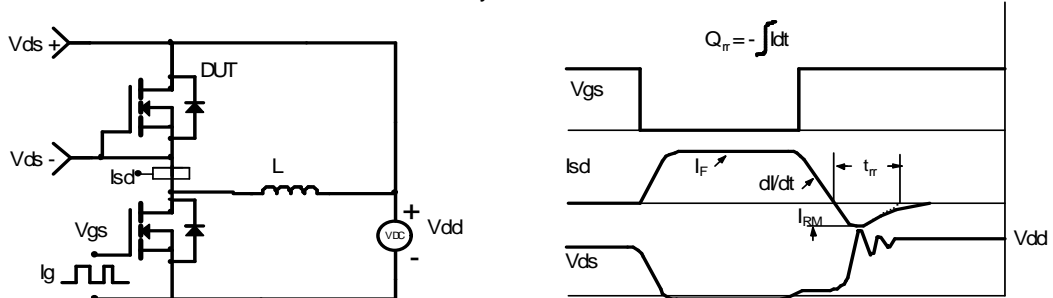 Vds +
DUT
Vds -
Isd
L
Vgs
Ig
VDC
+
-
Vdd
Qrr = - ∫Idt
Vgs
Isd
IF
dI/dt
trr
IRM
Vds
Vdd